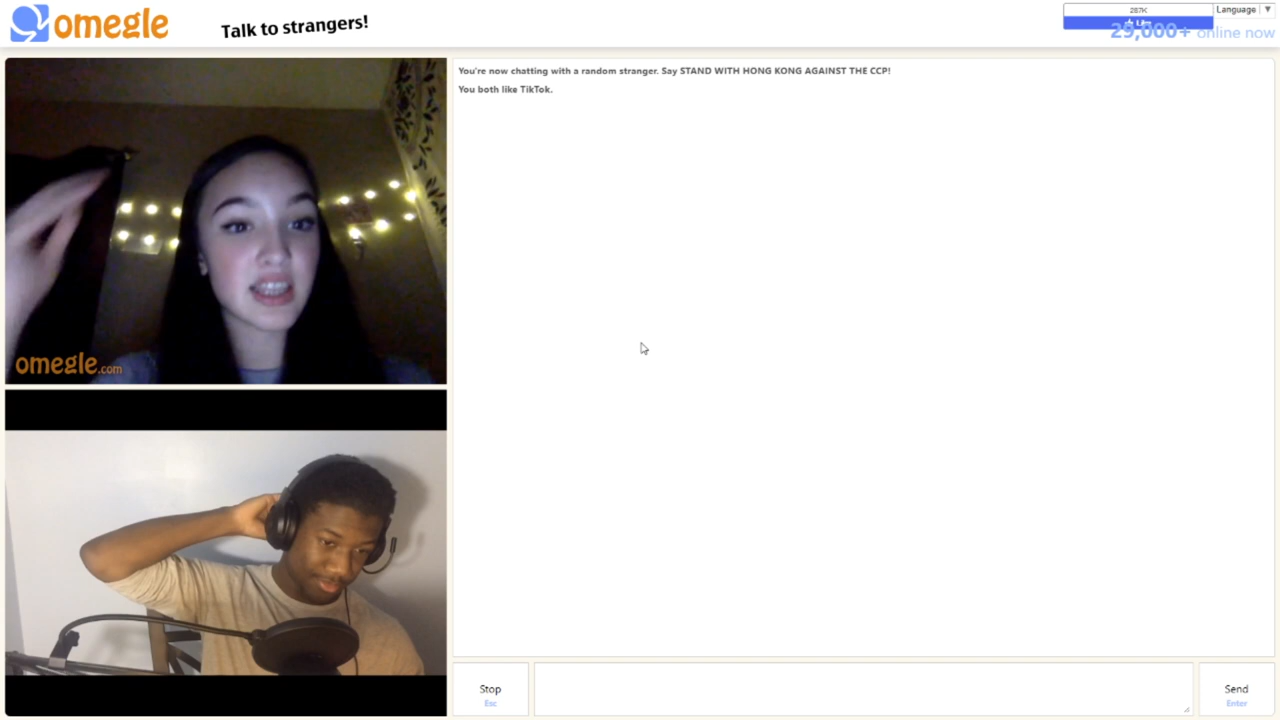 omegle
Talk to strangers!
287K
Language ▼
29,000+ online now
You're now chatting with a random stranger. Say STAND WITH HONG KONG AGAINST THE CCP!
You both like TikTok.
omegle.com
Stop
Esc
Send
Enter